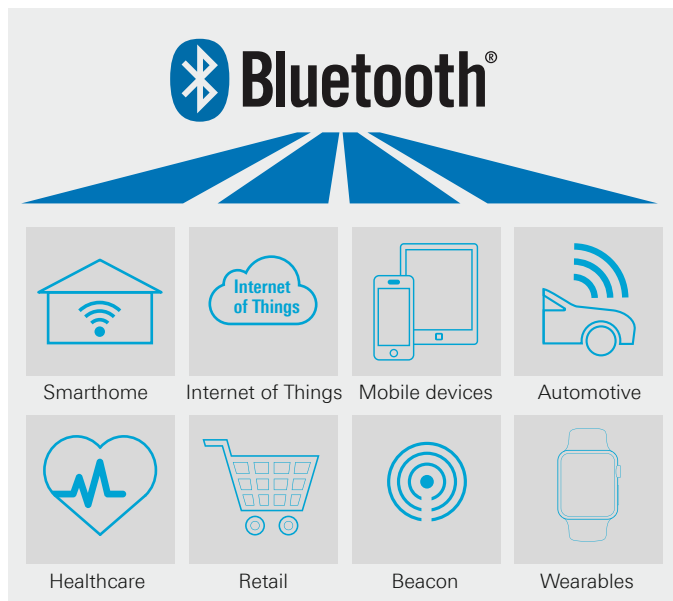 Bluetooth®
Internet
of Things
Smarthome
Internet of Things
Mobile devices
Automotive
Healthcare
Retail
Beacon
Wearables